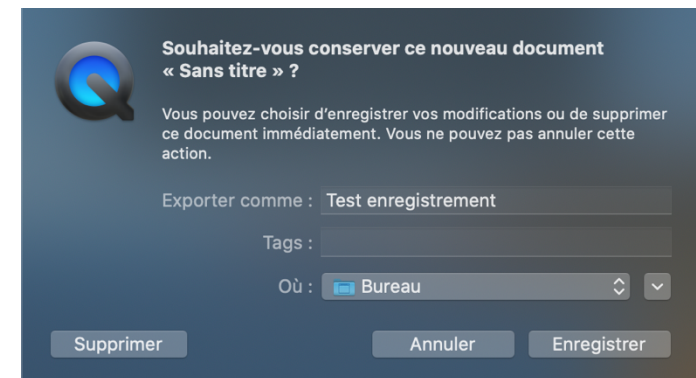 Souhaitez-vous conserver ce nouveau document
« Sans titre » ?
Vous pouvez choisir d’enregistrer vos modifications ou de supprimer
ce document immédiatement. Vous ne pouvez pas annuler cette
action.
Exporter comme : Test enregistrement
Tags :
Où : Bureau
Supprimer Annuler Enregistrer